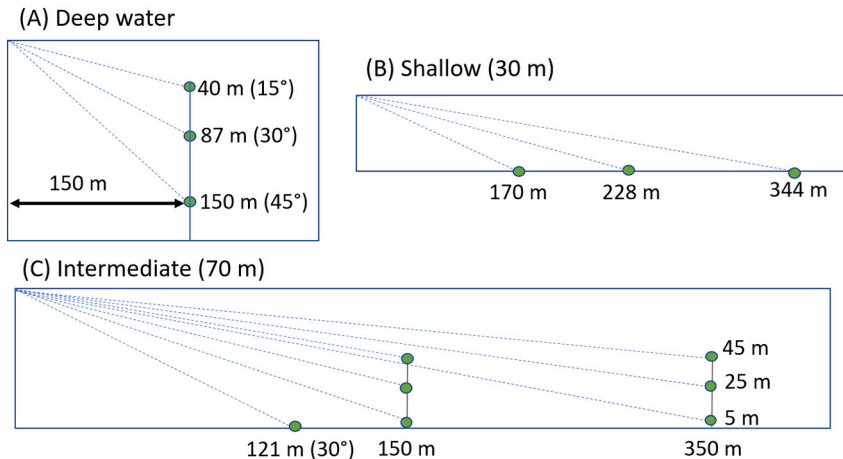 (A) Deep water
40 m (15°)
87 m (30°)
150 m
150 m (45°)
(B) Shallow (30 m)
170 m
228 m
344 m
(C) Intermediate (70 m)
45 m
25 m
5 m
121 m (30°)
150 m
350 m